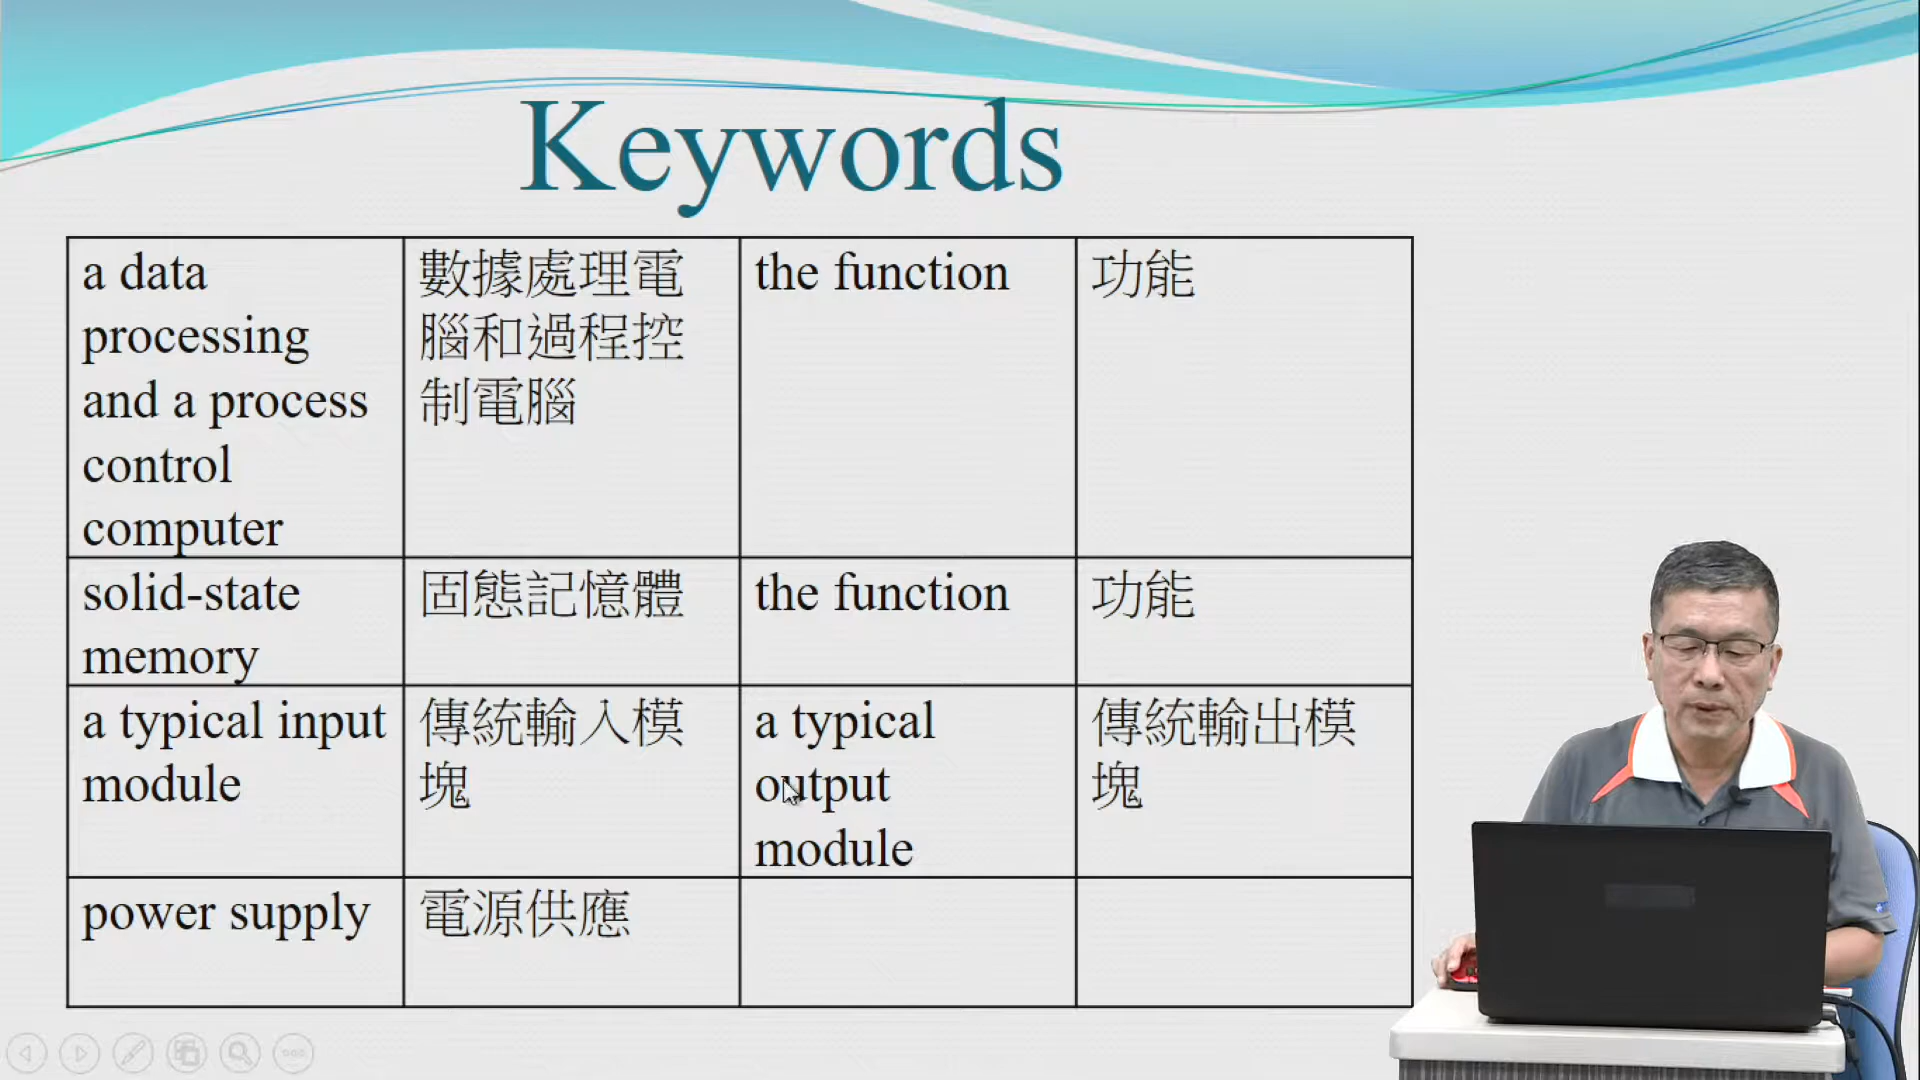 Keywords
a data
processing
and a process
control
computer
數據處理電
腦和過程控
制電腦
the function
功能
solid-state
memory
固態記憶體
the function
功能
a typical input
module
傳統輸入模
塊
a typical
output
module
傳統輸出模
塊
power supply
電源供應